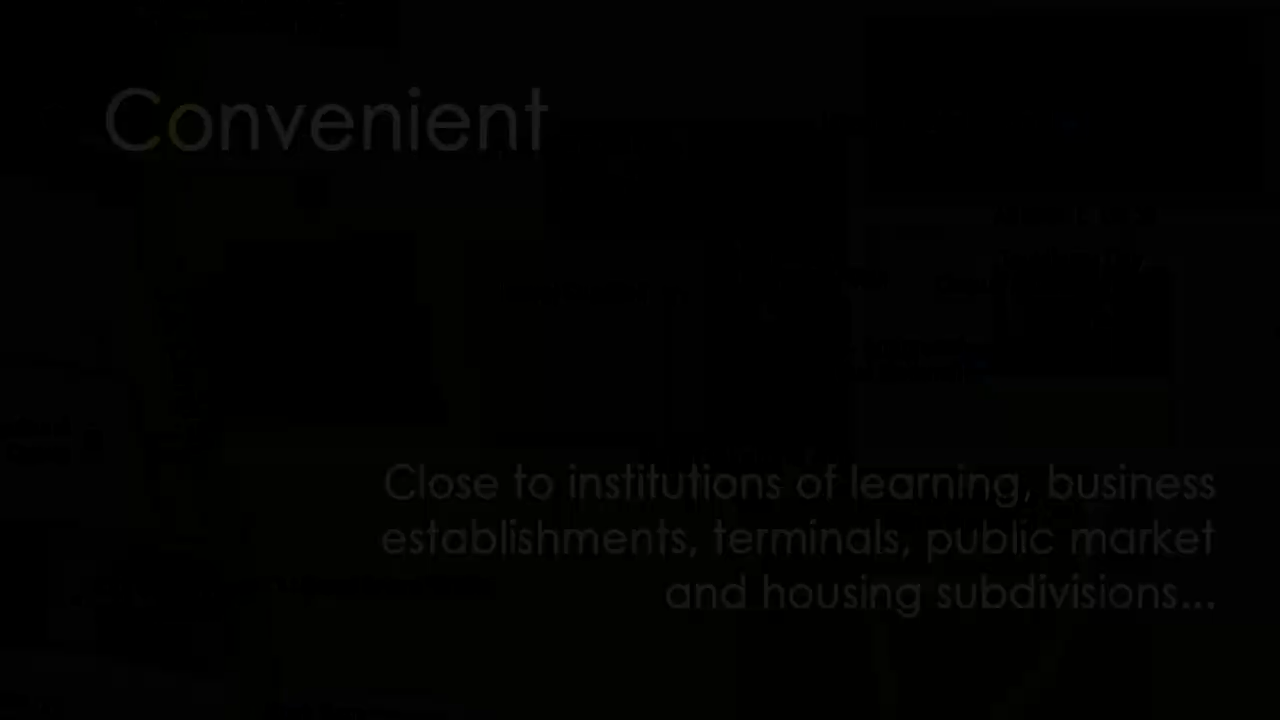 Convenient
Close to institutions of learning, business
establishments, terminals, public market
and housing subdivisions...